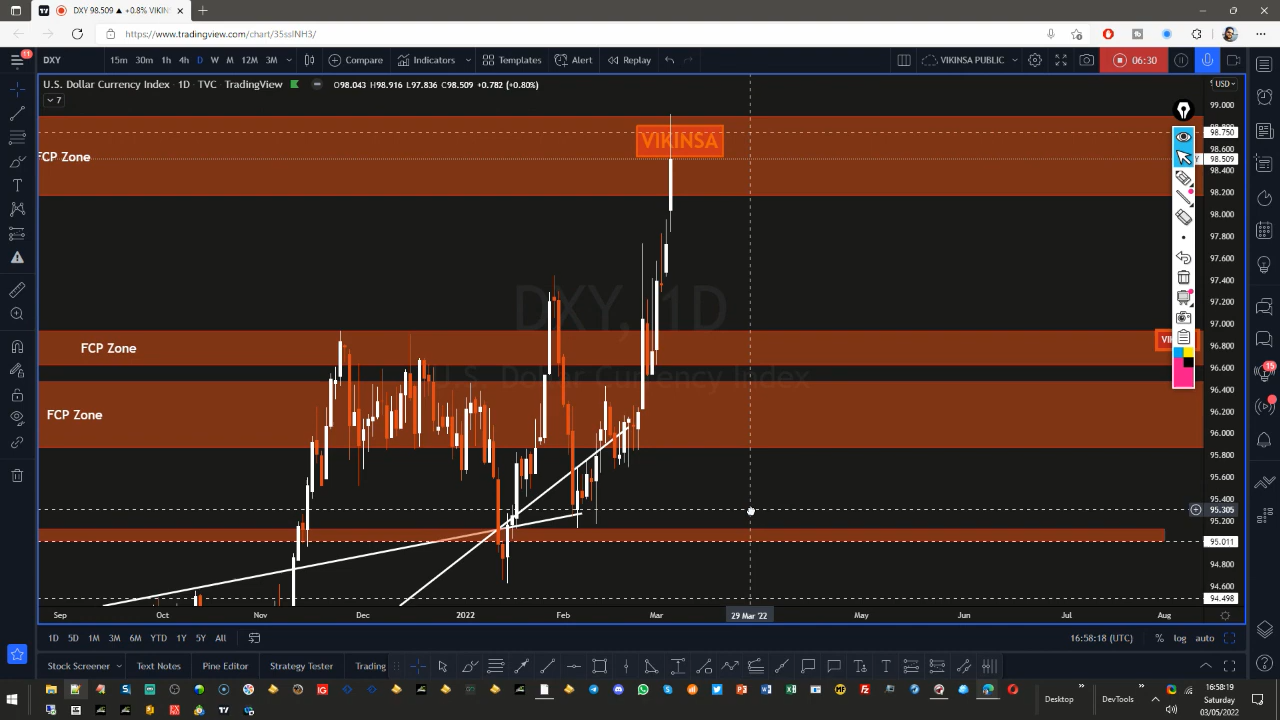 DXY 98.509 ▲ +0.8% VIKIN
https://www.tradingview.com/chart/35sslNH3/
11
DXY
15m 30m 1h 4h D W M 12M 3M
Compare
Indicators
Templates
Alert
Replay
VIKINSA PUBLIC
06:30
U.S. Dollar Currency Index 1D TVC TradingView
O98.043 H98.916 L97.836 C98.509 +0.782 (+0.80%)
USD
7
99.000
98.750
98.600
98.509
98.400
98.200
98.000
97.800
97.600
97.400
97.200
97.000
96.800
96.600
96.400
96.200
96.000
95.800
95.600
95.400
95.305
95.200
95.011
94.800
94.600
94.498
VIKINSA
FCP Zone
FCP Zone
FCP Zone
DXY, 1D
U.S. Dollar Currency Index
15
Sep Oct Nov Dec 2022 Feb Mar 29 Mar '22 May Jun Jul Aug
1D 5D 1M 3M 6M YTD 1Y 5Y All
16:58:18 (UTC) % log auto
Stock Screener Text Notes Pine Editor Strategy Tester Trading
Desktop
DevTools
16:58:19
Saturday
03/05/2022